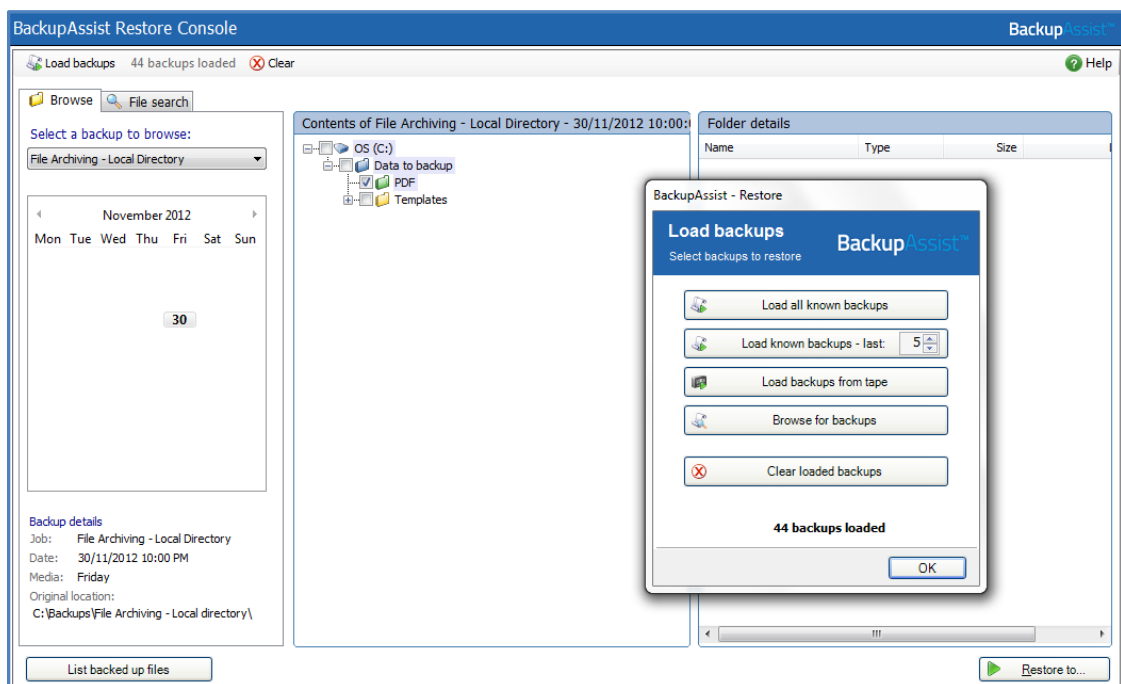 BackupAssist Restore Console
BackupAssist™
Load backups 44 backups loaded Clear
Help
Browse File search
Select a backup to browse:
File Archiving - Local Directory
November 2012
Mon Tue Wed Thu Fri Sat Sun
30
Backup details
Job: File Archiving - Local Directory
Date: 30/11/2012 10:00 PM
Media: Friday
Original location:
C:\Backups\File Archiving - Local directory\
List backed up files
Contents of File Archiving - Local Directory - 30/11/2012 10:00:
OS (C:)
Data to backup
PDF
Templates
Folder details
Name Type Size
BackupAssist - Restore
Load backups
Select backups to restore
BackupAssist™
Load all known backups
Load known backups - last: 5
Load backups from tape
Browse for backups
Clear loaded backups
44 backups loaded
OK
Restore to...